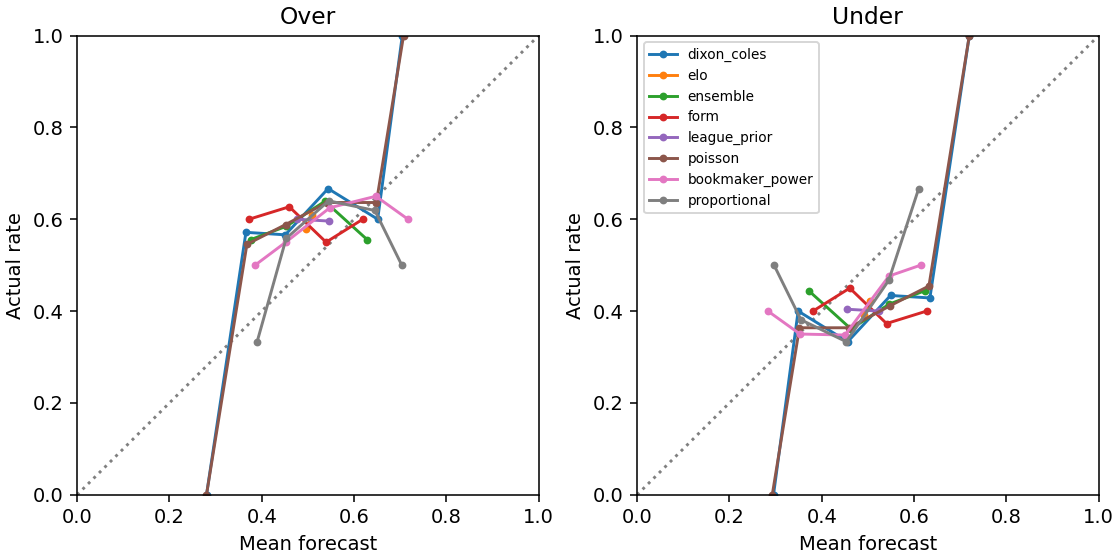 Over
Under
1.0
0.8
0.6
0.4
0.2
0.0
Actual rate
0.0 0.2 0.4 0.6 0.8 1.0
Mean forecast
1.0
0.8
0.6
0.4
0.2
0.0
Actual rate
dixon_coles
elo
ensemble
form
league_prior
poisson
bookmaker_power
proportional
0.0 0.2 0.4 0.6 0.8 1.0
Mean forecast